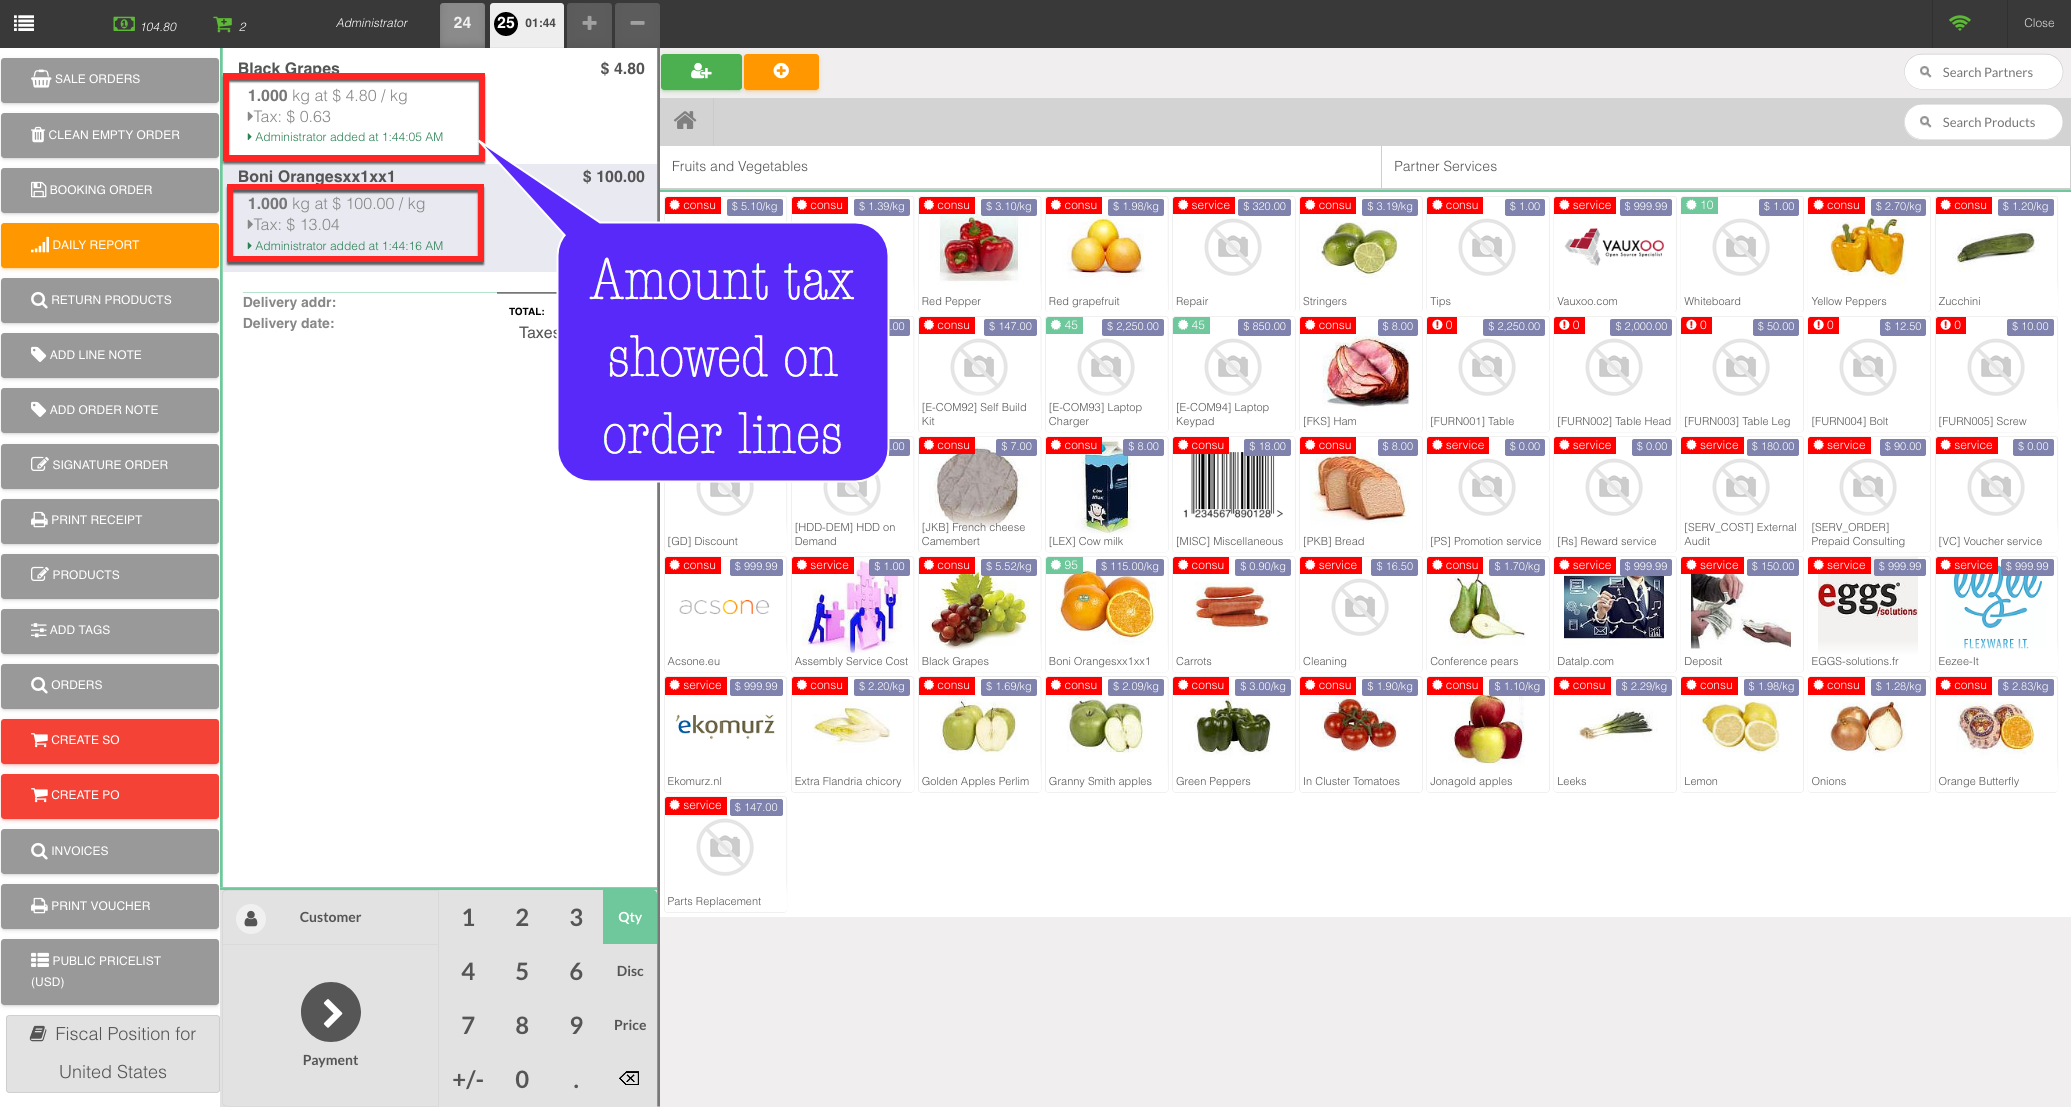 104.80
2
Administrator
24
25 01:44
Close
SALE ORDERS
CLEAN EMPTY ORDER
BOOKING ORDER
DAILY REPORT
RETURN PRODUCTS
ADD LINE NOTE
ADD ORDER NOTE
SIGNATURE ORDER
PRINT RECEIPT
PRODUCTS
ADD TAGS
ORDERS
CREATE SO
CREATE PO
INVOICES
PRINT VOUCHER
PUBLIC PRICELIST
(USD)
Fiscal Position for
United States
Black Grapes $ 4.80
1.000 kg at $ 4.80 / kg
Tax: $ 0.63
Administrator added at 1:44:05 AM
Boni Orangesxx1xx1 $ 100.00
1.000 kg at $ 100.00 / kg
Tax: $ 13.04
Administrator added at 1:44:16 AM
Delivery addr:
Delivery date:
TOTAL:
Taxes
Amount tax
showed on
order lines
Customer
Payment
1 2 3 Qty
4 5 6 Disc
7 8 9 Price
+/- 0 .
Search Partners
Search Products
Fruits and Vegetables
Partner Services
consu $ 5.10/kg
consu $ 1.39/kg
consu $ 3.10/kg
Red Pepper
consu $ 1.98/kg
Red grapefruit
service $ 320.00
Repair
consu $ 3.19/kg
Stringers
consu $ 1.00
Tips
service $ 999.99
VAUXOO
Open Source Specialist
Vauxoo.com
10 $ 1.00
Whiteboard
consu $ 2.70/kg
Yellow Peppers
consu $ 1.20/kg
Zucchini
.00
consu $ 147.00
[E-COM92] Self Build
Kit
45 $ 2,250.00
[E-COM93] Laptop
Charger
45 $ 850.00
[E-COM94] Laptop
Keypad
consu $ 8.00
[FKS] Ham
0 $ 2,250.00
[FURN001] Table
0 $ 2,000.00
[FURN002] Table Head
0 $ 50.00
[FURN003] Table Leg
0 $ 12.50
[FURN004] Bolt
0 $ 10.00
[FURN005] Screw
[GD] Discount
.00
[HDD-DEM] HDD on
Demand
consu $ 7.00
[JKB] French cheese
Camembert
consu $ 8.00
Cow
Milk
[LEX] Cow milk
consu $ 18.00
1 234567 890128 >
[MISC] Miscellaneous
consu $ 8.00
[PKB] Bread
service $ 0.00
[PS] Promotion service
service $ 0.00
[Rs] Reward service
service $ 180.00
[SERV_COST] External
Audit
service $ 90.00
[SERV_ORDER]
Prepaid Consulting
service $ 0.00
[VC] Voucher service
consu $ 999.99
acsone
Acsone.eu
service $ 1.00
Assembly Service Cost
consu $ 5.52/kg
Black Grapes
95 $ 115.00/kg
Boni Orangesxx1xx1
consu $ 0.90/kg
Carrots
service $ 16.50
Cleaning
consu $ 1.70/kg
Conference pears
service $ 999.99
Datalp.com
service $ 150.00
Deposit
service $ 999.99
eggs
/solutions
EGGS-solutions.fr
service $ 999.99
ezee
FLEXWARE I.T.
Eezee-It
service $ 999.99
'ekomurž
Ekomurz.nl
consu $ 2.20/kg
Extra Flandria chicory
consu $ 1.69/kg
Golden Apples Perlim
consu $ 2.09/kg
Granny Smith apples
consu $ 3.00/kg
Green Peppers
consu $ 1.90/kg
In Cluster Tomatoes
consu $ 1.10/kg
Jonagold apples
consu $ 2.29/kg
Leeks
consu $ 1.98/kg
Lemon
consu $ 1.28/kg
Onions
consu $ 2.83/kg
Orange Butterfly
service $ 147.00
Parts Replacement